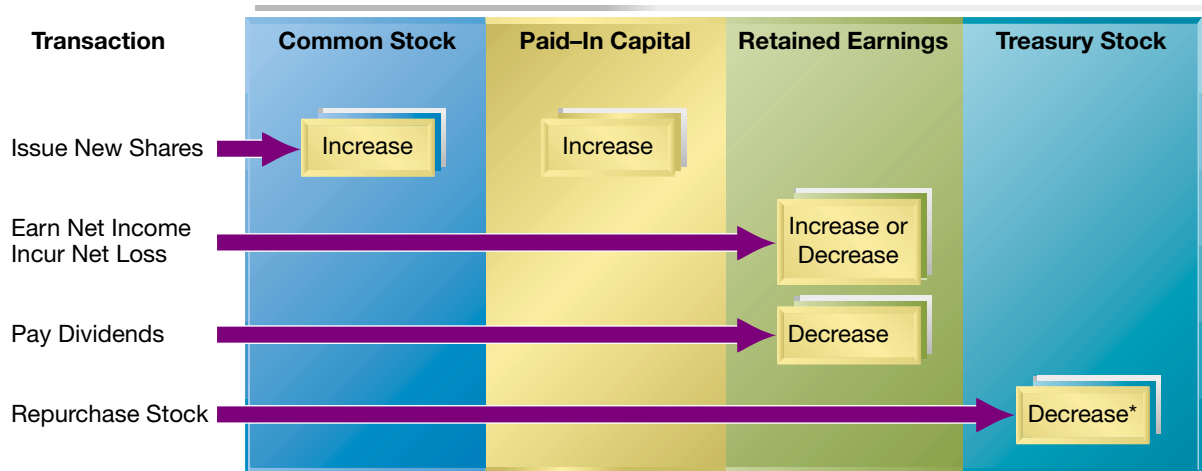 Transaction Common Stock Paid–In Capital Retained Earnings Treasury Stock
Issue New Shares Increase Increase
Earn Net Income
Incur Net Loss
Increase or
Decrease
Pay Dividends Decrease
Repurchase Stock Decrease*